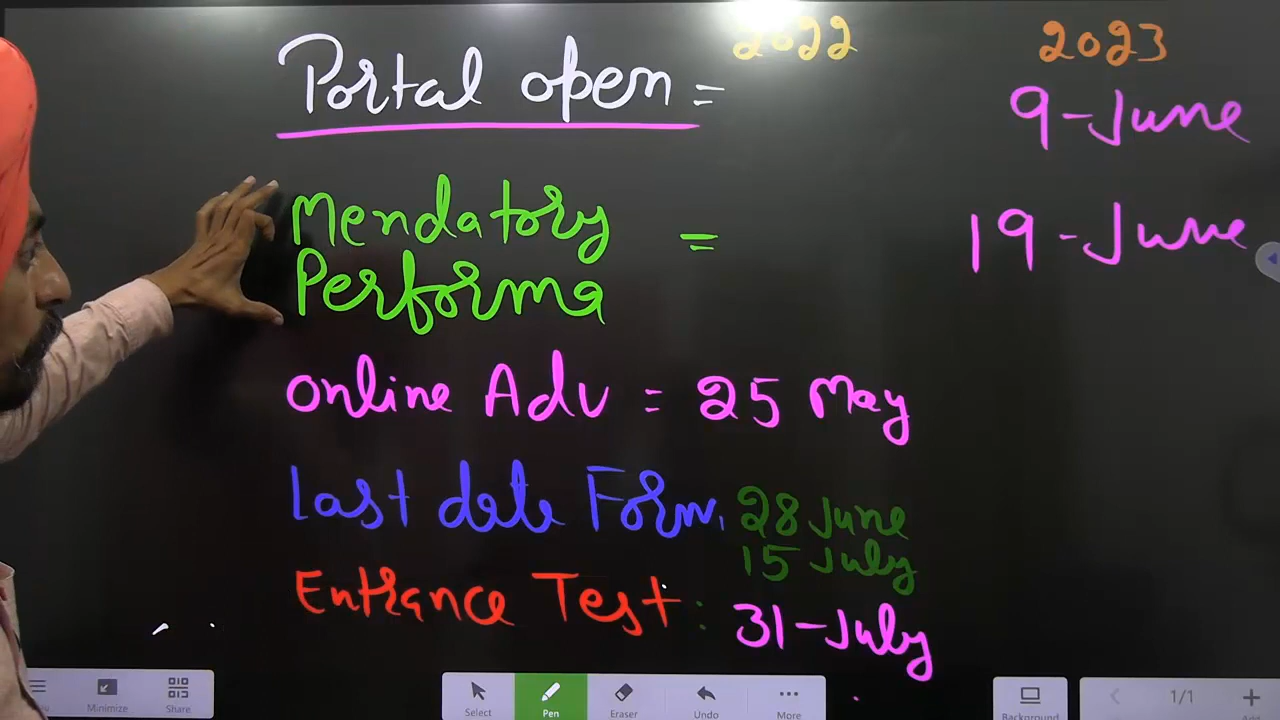 2022 2023
Portal open = 9-June
Mendatory = 19-June
Performa
Online Adv = 25 May
Last date Form, 28 June
15 July
Entrance Test : 31-July
Minimize Share Select Pen Eraser Undo More Background 1/1